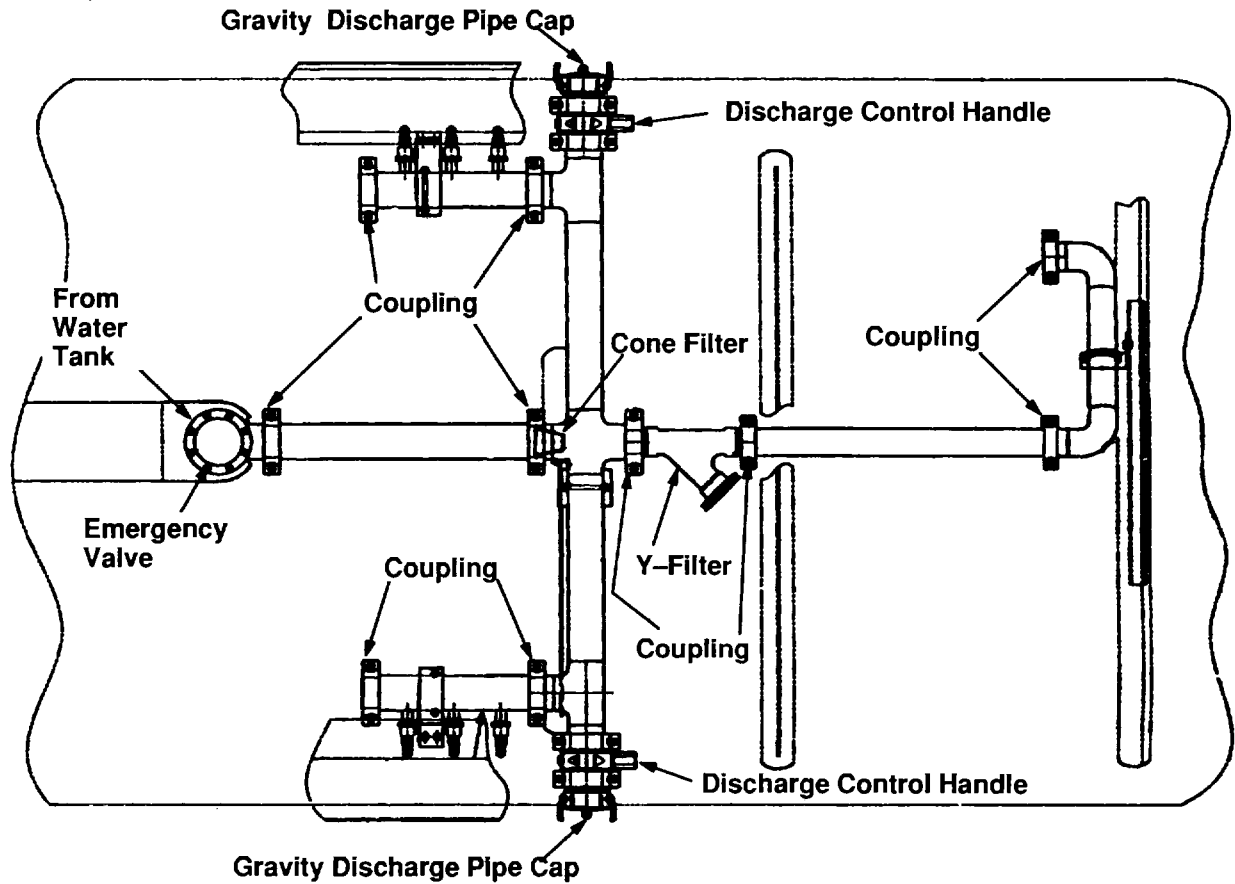 Gravity Discharge Pipe Cap
Discharge Control Handle
From
Water
Tank
Coupling
Cone Filter
Coupling
Emergency
Valve
Coupling
Y–Filter
Coupling
Discharge Control Handle
Gravity Discharge Pipe Cap